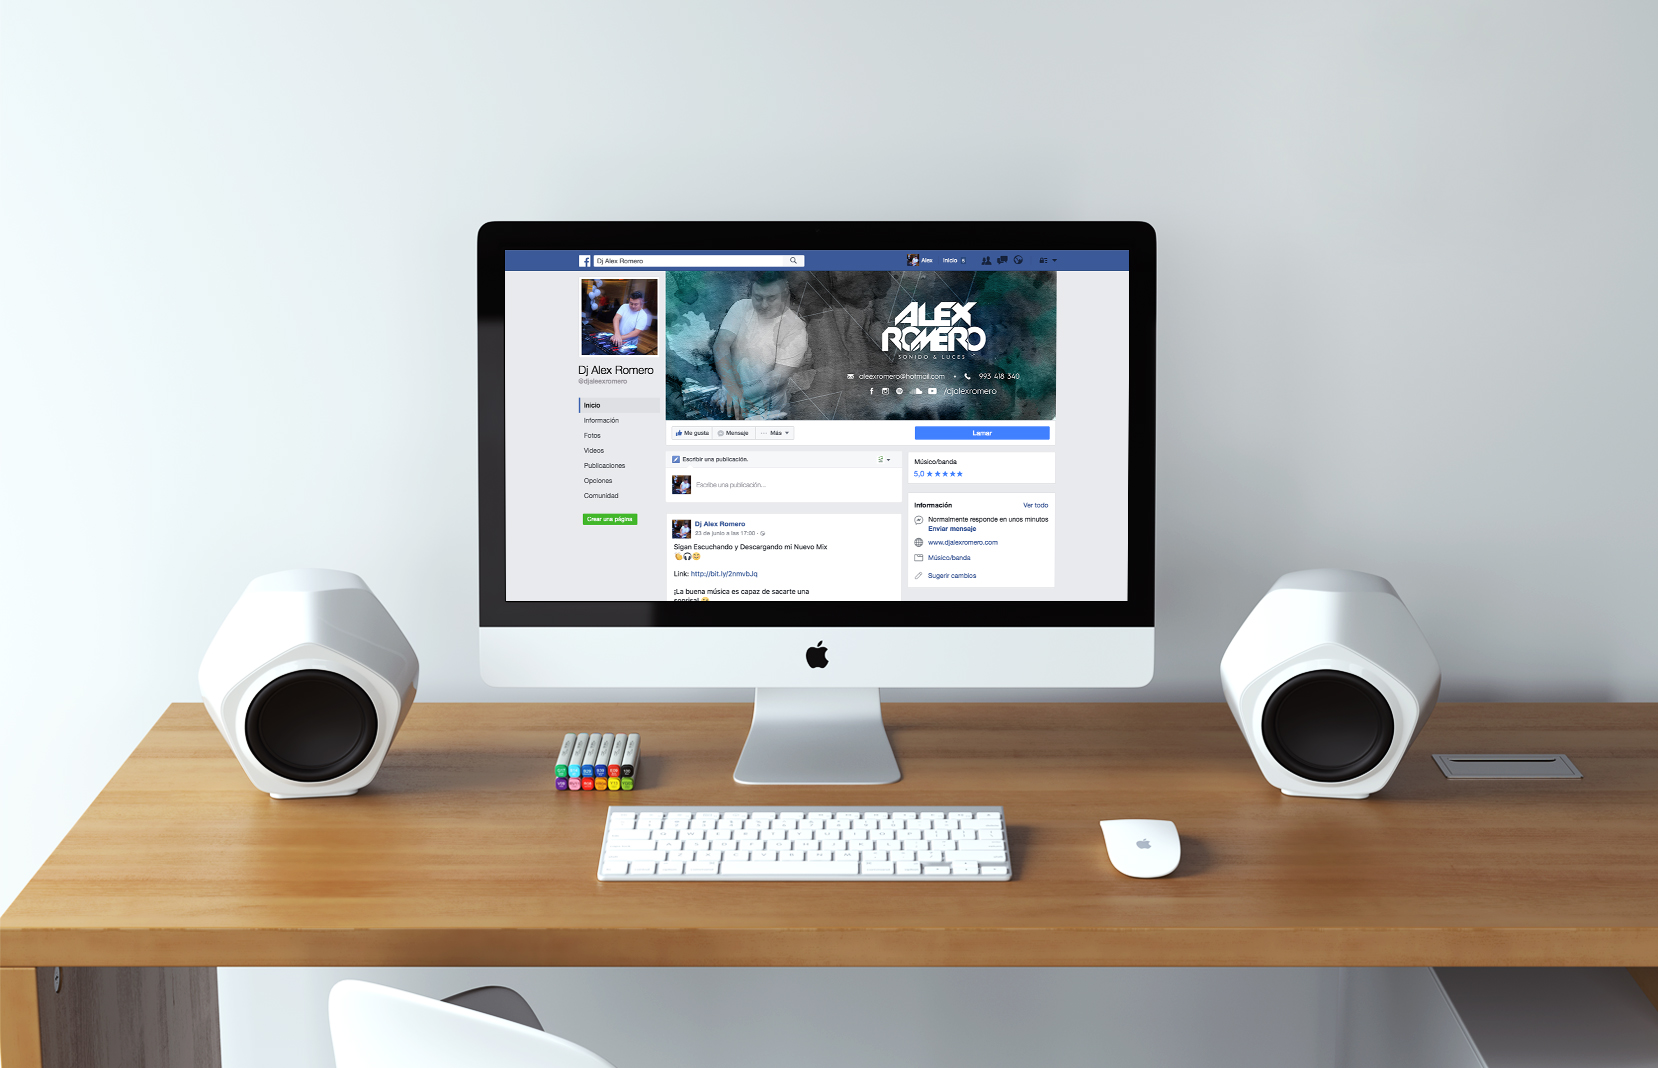 Dj Alex Romero
Alex
Inicio 6
Dj Alex Romero
@djaleexromero
Inicio
Información
Fotos
Videos
Publicaciones
Opciones
Comunidad
Crear una página
ALEX
ROMERO
SONIDO & LUCES
aleexromero@hotmail.com • 993 418 340
/djalexromero
Me gusta
Mensaje
Más
Llamar
Escribir una publicación.
Escribe una publicación...
Dj Alex Romero
23 de junio a las 17:00 ·
Sigan Escuchando y Descargando mi Nuevo Mix
Link: http://bit.ly/2nmvbJq
¡La buena música es capaz de sacarte una
sonrisa!
Músico/banda
5,0 ★★★★★
Información
Ver todo
Normalmente responde en unos minutos
Enviar mensaje
www.djalexromero.com
Músico/banda
Sugerir cambios